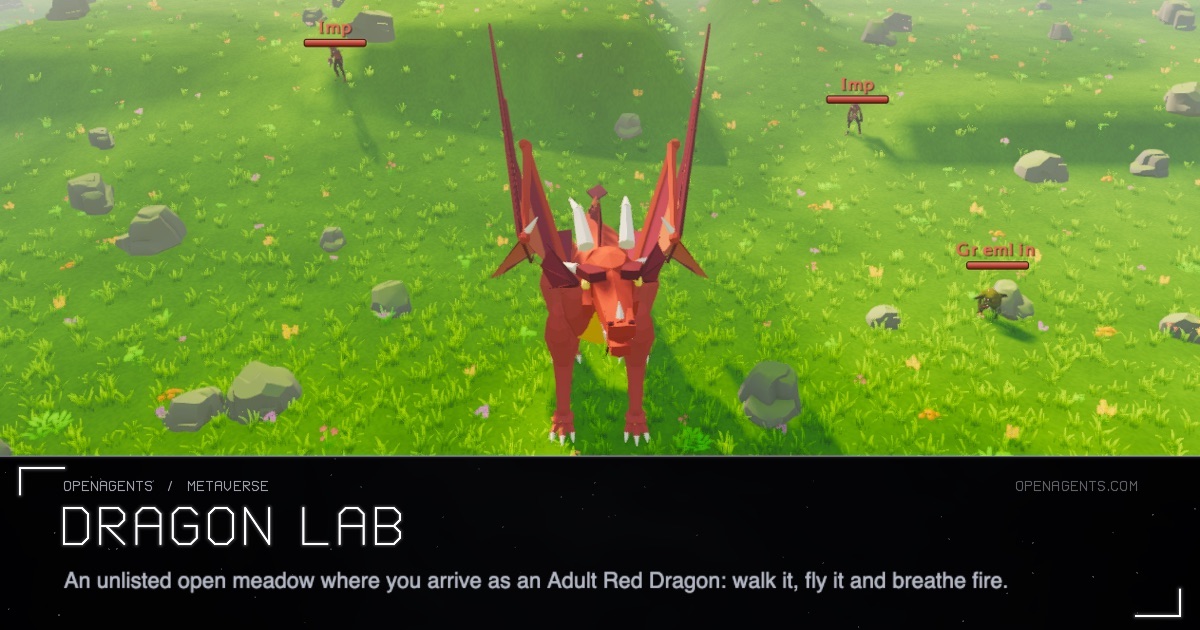 Imp
Imp
Gremlin
OPENAGENTS / METAVERSE
OPENAGENTS.COM
DRAGON LAB
An unlisted open meadow where you arrive as an Adult Red Dragon: walk it, fly it and breathe fire.